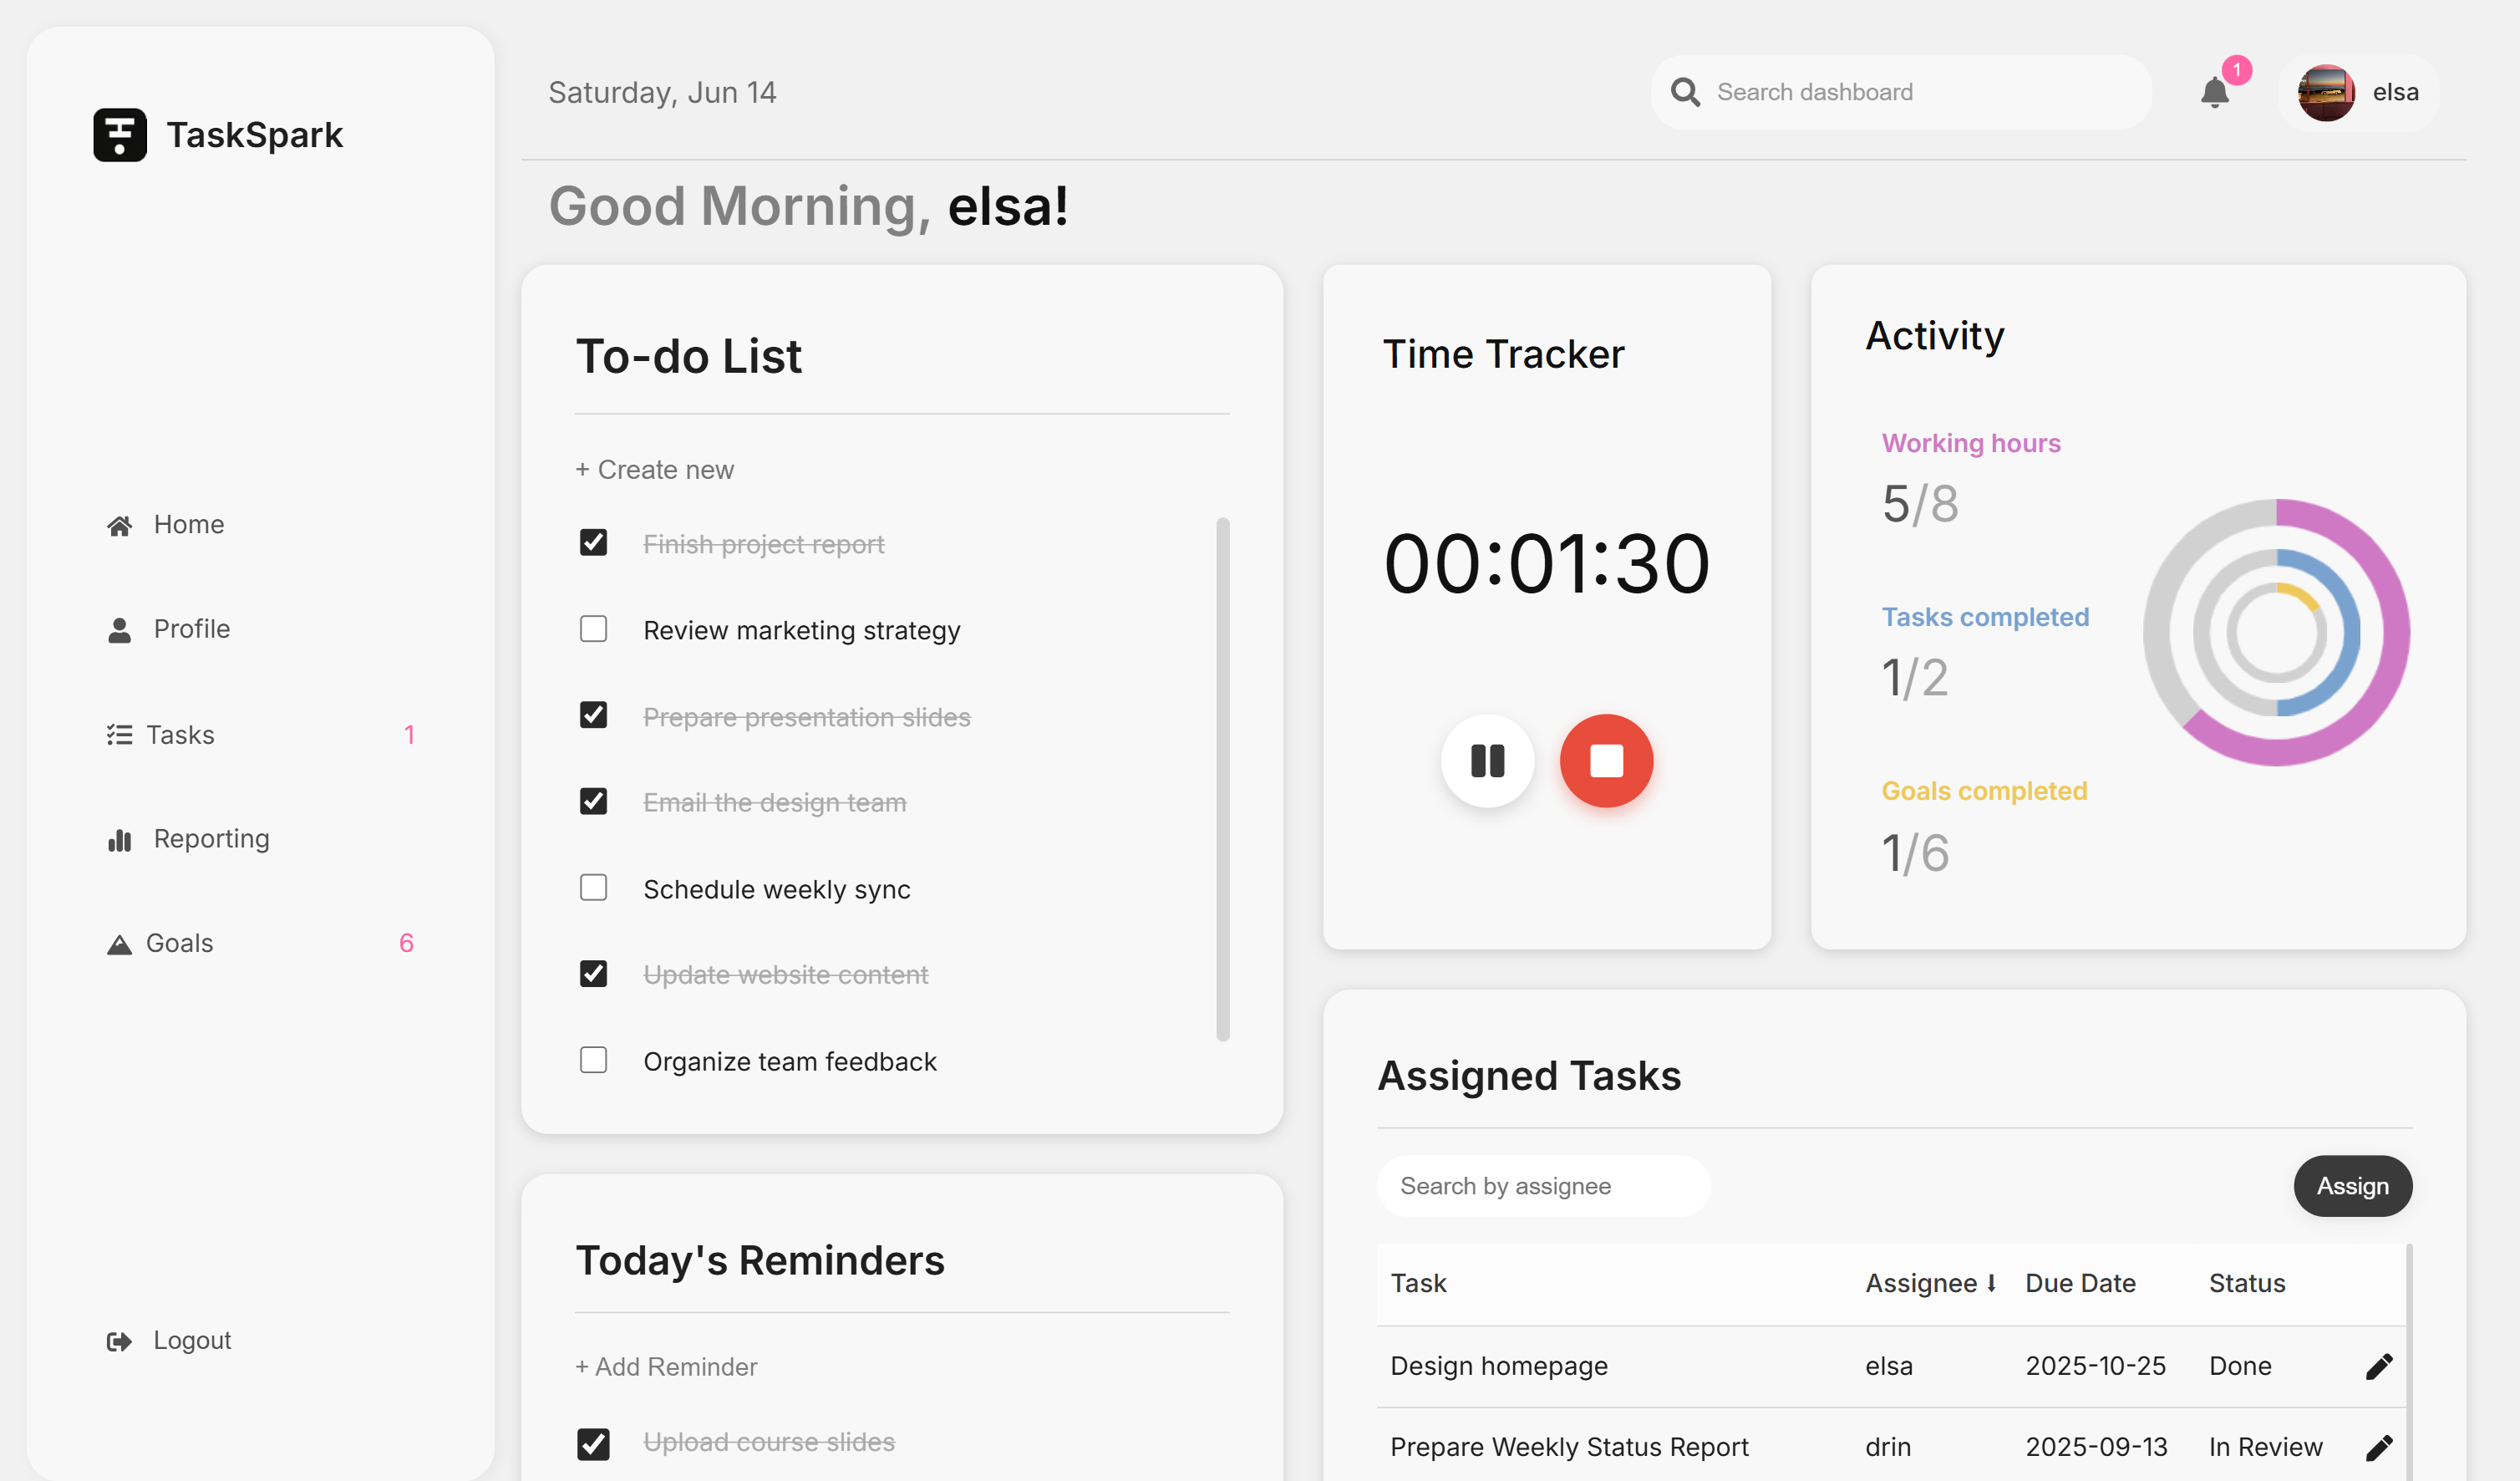 TaskSpark
Home
Profile
Tasks 1
Reporting
Goals 6
Logout
Saturday, Jun 14
Search dashboard
1
elsa
Good Morning, elsa!
To-do List
+ Create new
Finish project report
Review marketing strategy
Prepare presentation slides
Email the design team
Schedule weekly sync
Update website content
Organize team feedback
Today's Reminders
+ Add Reminder
Upload course slides
Time Tracker
00:01:30
Activity
Working hours
5/8
Tasks completed
1/2
Goals completed
1/6
Assigned Tasks
Search by assignee
Assign
Task Assignee ⬇ Due Date Status
Design homepage elsa 2025-10-25 Done
Prepare Weekly Status Report drin 2025-09-13 In Review